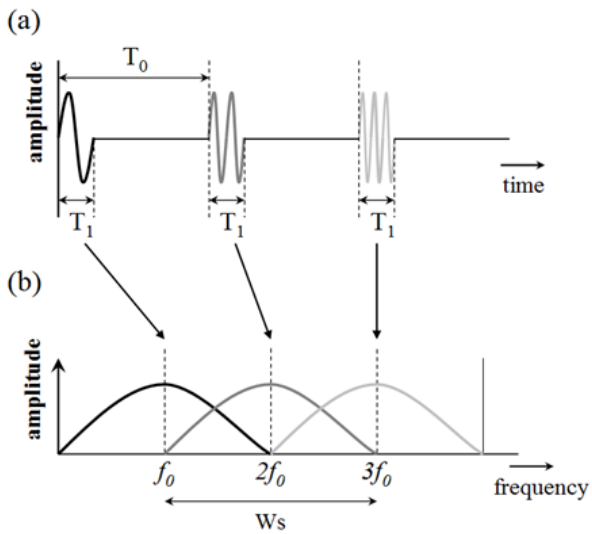 (a)
T0
amplitude
time
T1 T1 T1
(b)
amplitude
f0 2f0 3f0
frequency
Ws